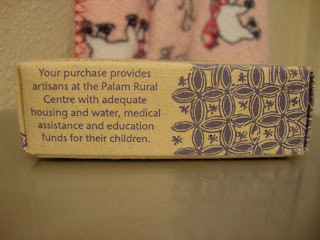 Your purchase provides
artisans at the Palam Rural
Centre with adequate
housing and water, medical
assistance and education
funds for their children.